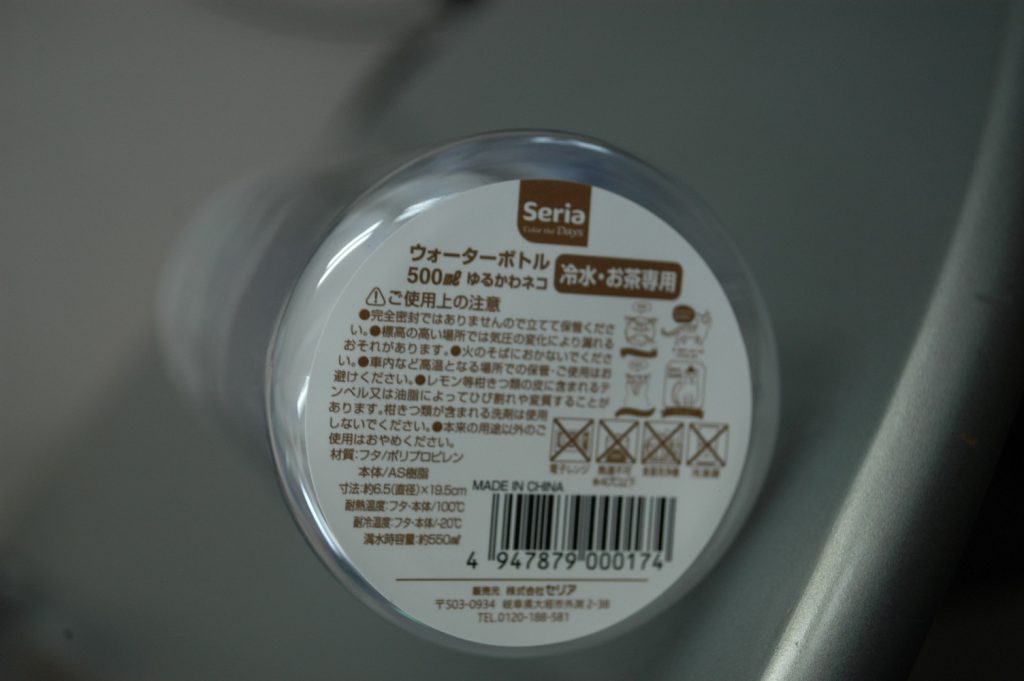 Seria
Color the Days
ウォーターボトル
500㎖ ゆるかわネコ
冷水・お茶専用
⚠ご使用上の注意
●完全密封ではありませんので立てて保管くださ
い。●標高の高い場所では気圧の変化により漏れる
おそれがあります。●火のそばにおかないでくださ
い。●車内など高温となる場所での保管・ご使用はお
避けください。●レモン等柑きつ類の皮に含まれるテ
ンペル又は油脂によってひび割れや変質することが
あります。柑きつ類が含まれる洗剤は使用
しないでください。●本来の用途以外のご
使用はおやめください。
材質:フタ/ポリプロピレン
本体/AS樹脂
寸法:約6.5(直径)×19.5cm
耐熱温度:フタ・本体/100℃
耐冷温度:フタ・本体/-20℃
満水時容量:約550㎖
電子レンジ
MADE IN CHINA
4 947879 000174
販売元 株式会社セリア
〒503-0934 岐阜県大垣市外渕2-38
TEL.0120-188-581